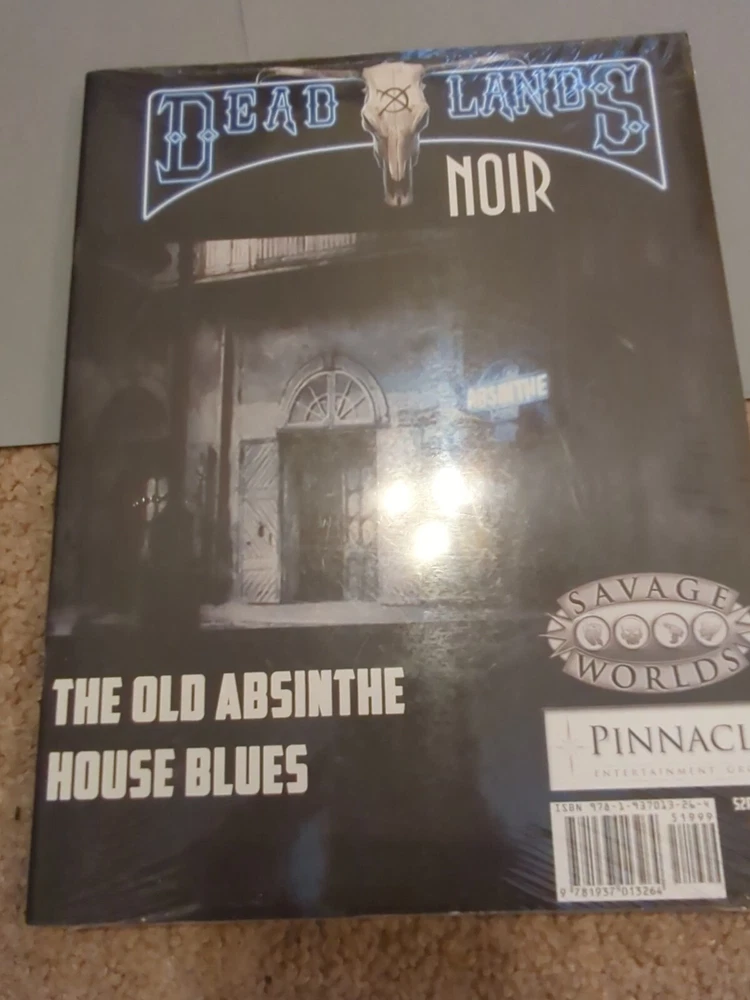 DEAD LANDS
NOIR
ABSINTHE
SAVAGE
WORLDS
THE OLD ABSINTHE
HOUSE BLUES
PINNACL
ENTERTAINMENT GR
ISBN 978-1-937013-26-4
51999
9 781937 013264